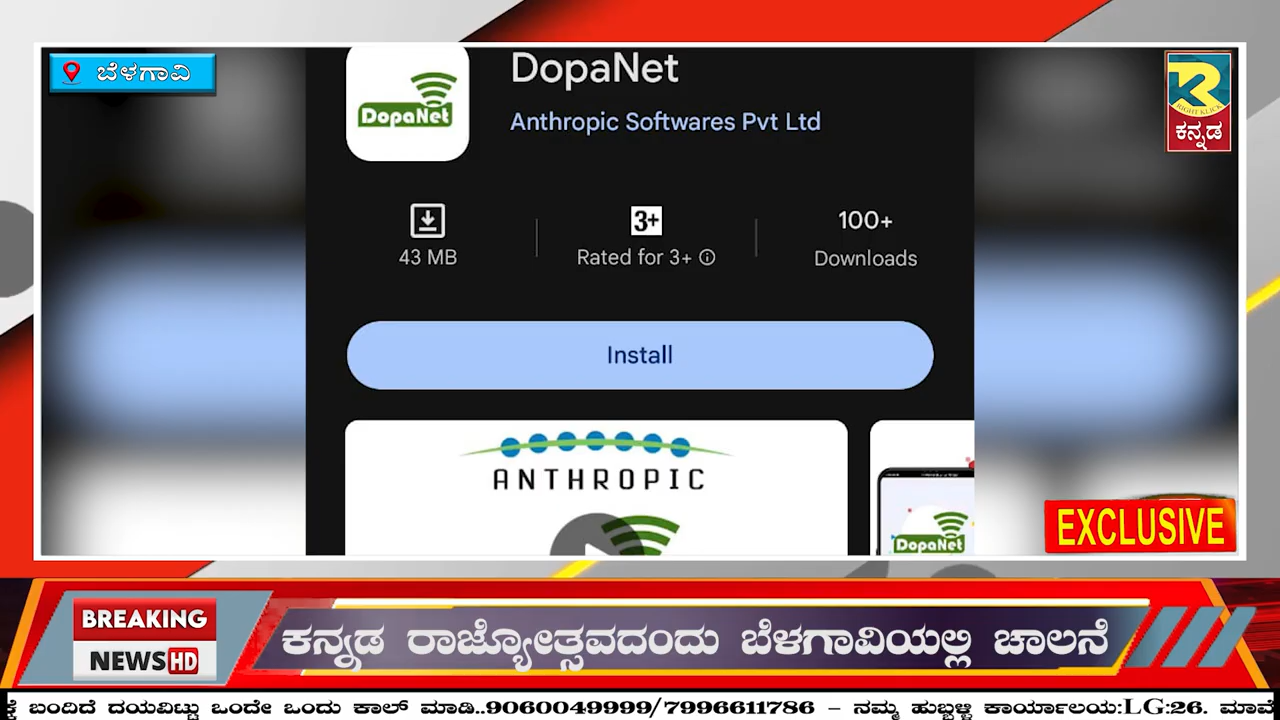 ಬೆಳಗಾವಿ
DopaNet
DopaNet
Anthropic Softwares Pvt Ltd
RIGHT KLICK
ಕನ್ನಡ
3+
100+
43 MB
Rated for 3+
Downloads
Install
ANTHROPIC
DopaNet
EXCLUSIVE
BREAKING
NEWS HD
ಕನ್ನಡ ರಾಜ್ಯೋತ್ಸವದಂದು ಬೆಳಗಾವಿಯಲ್ಲಿ ಚಾಲನೆ
ಬಂದಿದೆ ದಯವಿಟ್ಟು ಒಂದೇ ಒಂದು ಕಾಲ್ ಮಾಡಿ..9060049999/7996611786 – ನಮ್ಮ ಹುಬ್ಬಳ್ಳಿ ಕಾರ್ಯಾಲಯ:LG:26. ಮಾವೆ